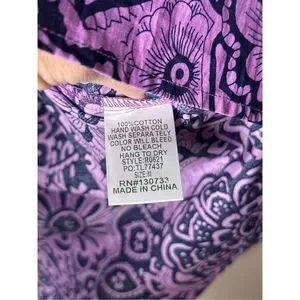 100%COTTON
HAND WASH COLD
WASH SEPARATELY
COLOR WILL BLEED
NO BLEACH
HANG TO DRY
STYLE:R0821
PO:TL77437
SIZE:M
RN#130733
MADE IN CHINA